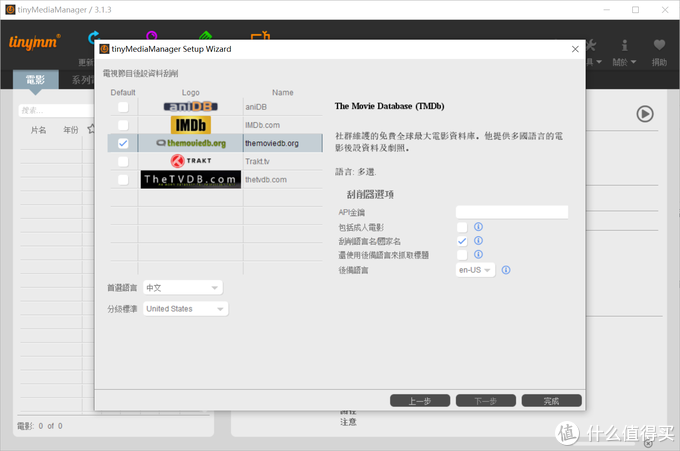 tinyMediaManager / 3.1.3
tinymm®
更新
具
關於
捐助
電影
系列電
搜索...
片名 年份
tinyMediaManager Setup Wizard
電視節目後設資料刮削
Default Logo Name
aniDB aniDB
IMDb IMDb.com
themoviedb.org themoviedb.org
TRAKT Trakt.tv
TheTVDB.com thetvdb.com
首選語言 中文
分級標準 United States
The Movie Database (TMDb)
社群維護的免費全球最大電影資料庫。他提供多國語言的電
影後設資料及劇照。
語言: 多選
刮削器選項
API金鑰
包括成人電影
刮削語言名/國家名
還使用後備語言來抓取標題
後備語言 en-US
上一步 下一步 完成
路徑
注意
電影: 0 of 0
值 什么值得买